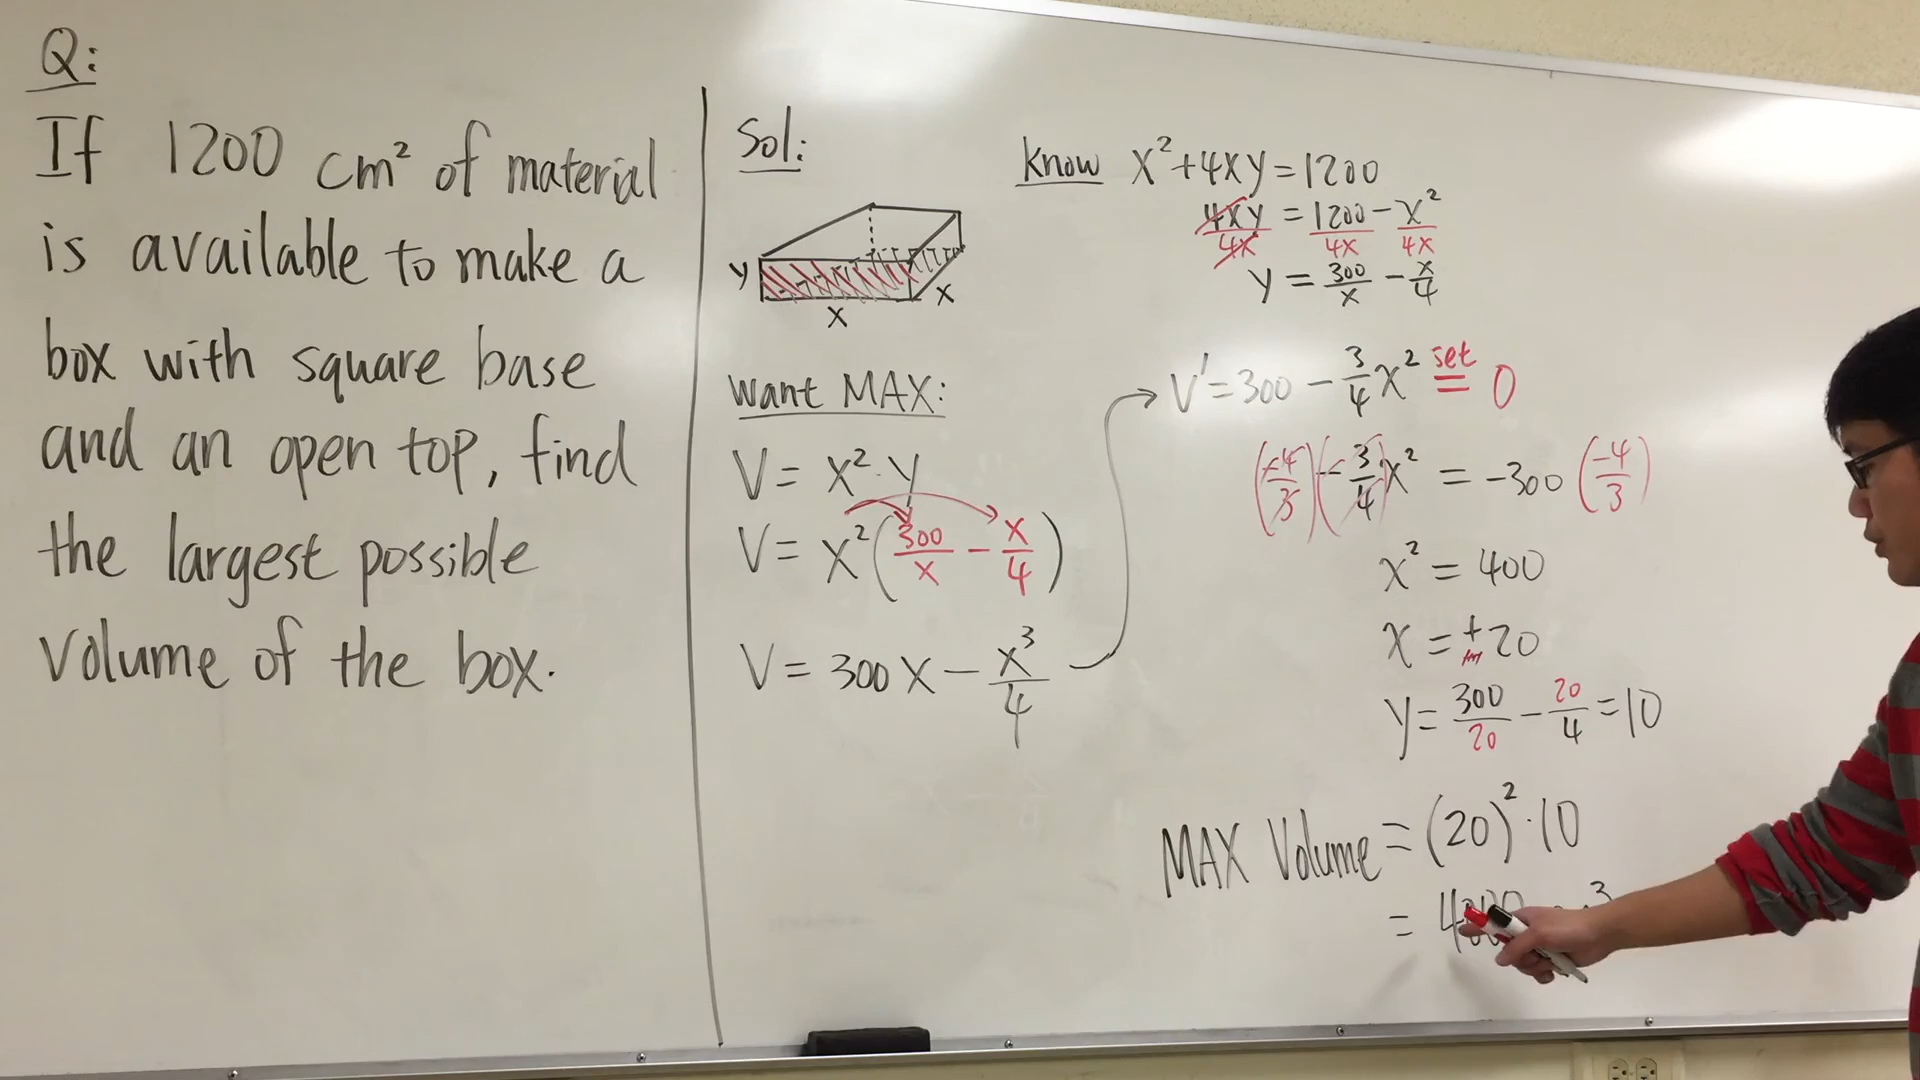 Q:
If 1200 cm² of material
is available to make a
box with square base
and an open top, find
the largest possible
volume of the box.
Sol:
y
x
x
Want MAX:
V = x²·y
V = x²(300/x − x/4)
V = 300x − x³/4
Know x²+4xy=1200
4xy/4x = 1200/4x − x²/4x
y = 300/x − x/4
V' = 300 − 3/4 x² set = 0
(−4/3)(−3/4)x² = −300(−4/3)
x² = 400
x = ±20
y = 300/20 − 20/4 = 10
MAX Volume = (20)²·10
= 4000